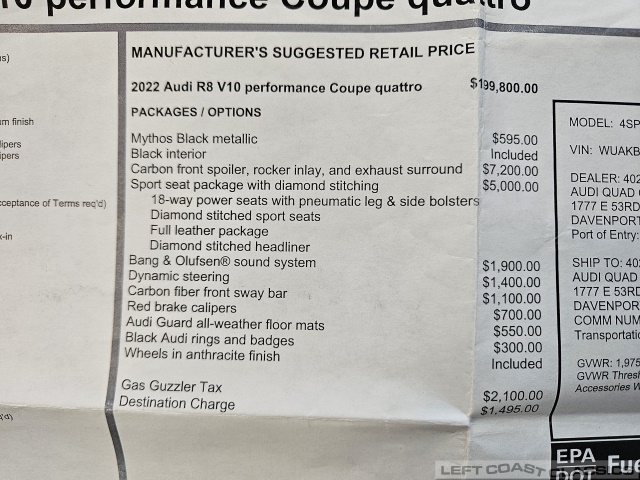 performance Coupe quattro
MANUFACTURER'S SUGGESTED RETAIL PRICE
2022 Audi R8 V10 performance Coupe quattro $199,800.00
PACKAGES / OPTIONS
Mythos Black metallic $595.00
Black interior Included
Carbon front spoiler, rocker inlay, and exhaust surround $7,200.00
Sport seat package with diamond stitching $5,000.00
18-way power seats with pneumatic leg & side bolsters
Diamond stitched sport seats
Full leather package
Diamond stitched headliner
Bang & Olufsen® sound system $1,900.00
Dynamic steering $1,400.00
Carbon fiber front sway bar $1,100.00
Red brake calipers $700.00
Audi Guard all-weather floor mats $550.00
Black Audi rings and badges $300.00
Wheels in anthracite finish Included
Gas Guzzler Tax $2,100.00
Destination Charge $1,495.00
finish
cceptance of Terms req'd)
MODEL: 4SP
VIN: WUAKB
DEALER: 402
AUDI QUAD
1777 E 53RD
DAVENPORT
Port of Entry:
SHIP TO: 402
AUDI QUAD
1777 E 53RD
DAVENPOR
COMM NUM
Transportatio
GVWR: 1,975
GVWR Thresh
Accessories W
EPA
DOT
Fue
LEFT COAST CLASSICS